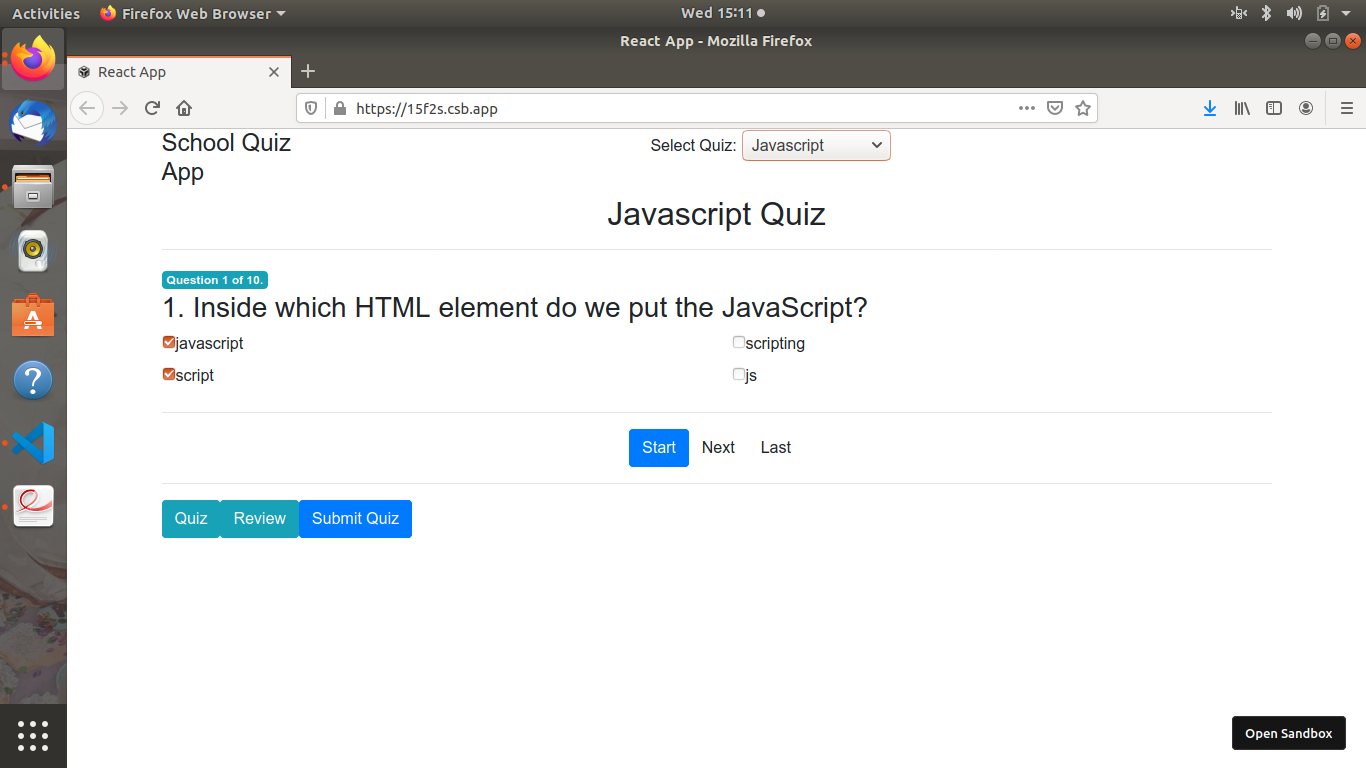 Activities Firefox Web Browser Wed 15:11
React App - Mozilla Firefox
React App
https://15f2s.csb.app
School Quiz
App
Select Quiz: Javascript
Javascript Quiz
Question 1 of 10.
1. Inside which HTML element do we put the JavaScript?
javascript scripting
script js
Start Next Last
Quiz Review Submit Quiz
Open Sandbox